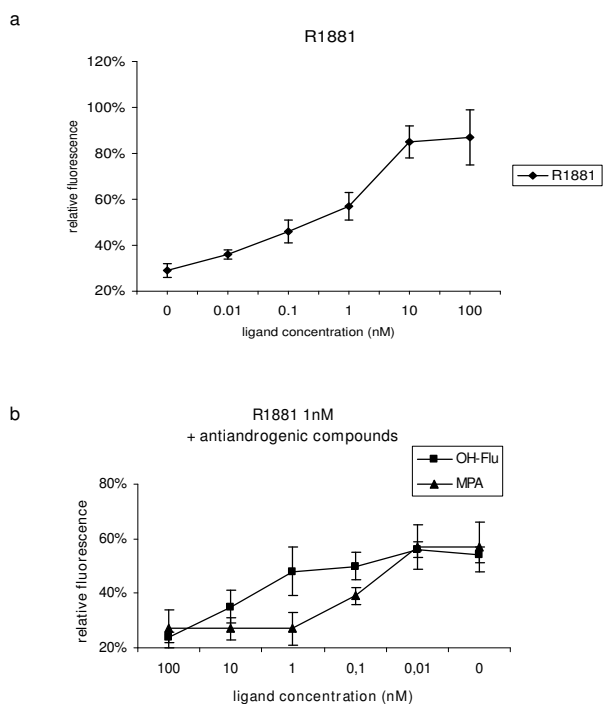 a
R1881
120%
100%
80%
60%
40%
20%
relative fluorescence
0 0.01 0.1 1 10 100
ligand concentration (nM)
R1881
b
R1881 1nM
+ antiandrogenic compounds
OH-Flu
MPA
80%
60%
40%
20%
relative fluorescence
100 10 1 0,1 0,01 0
ligand concentration (nM)